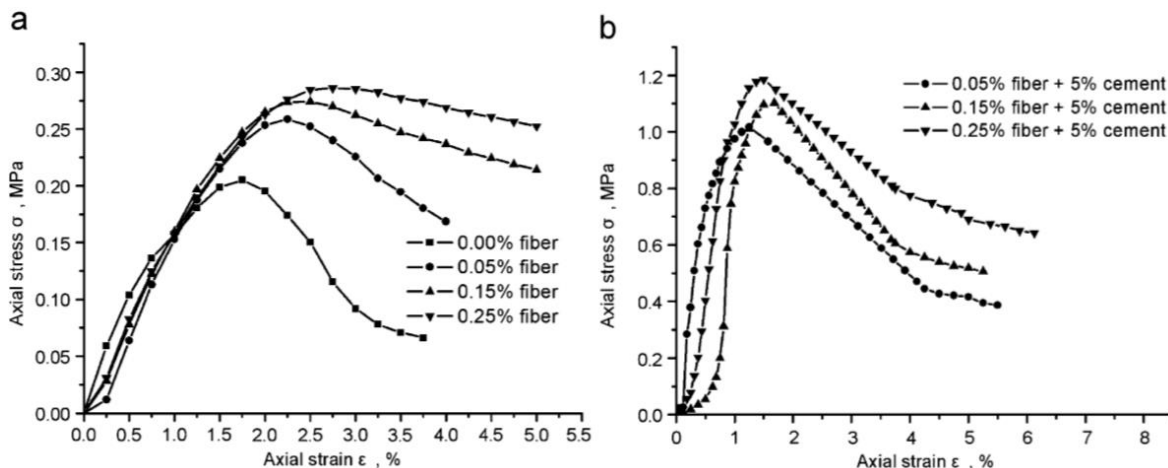 a
Axial stress σ , MPa
0.30
0.25
0.20
0.15
0.10
0.05
0.00
0.00% fiber
0.05% fiber
0.15% fiber
0.25% fiber
0.0 0.5 1.0 1.5 2.0 2.5 3.0 3.5 4.0 4.5 5.0 5.5
Axial strain ε , %
b
Axial stress σ , MPa
1.2
1.0
0.8
0.6
0.4
0.2
0.0
0.05% fiber + 5% cement
0.15% fiber + 5% cement
0.25% fiber + 5% cement
0 1 2 3 4 5 6 7 8
Axial strain ε , %